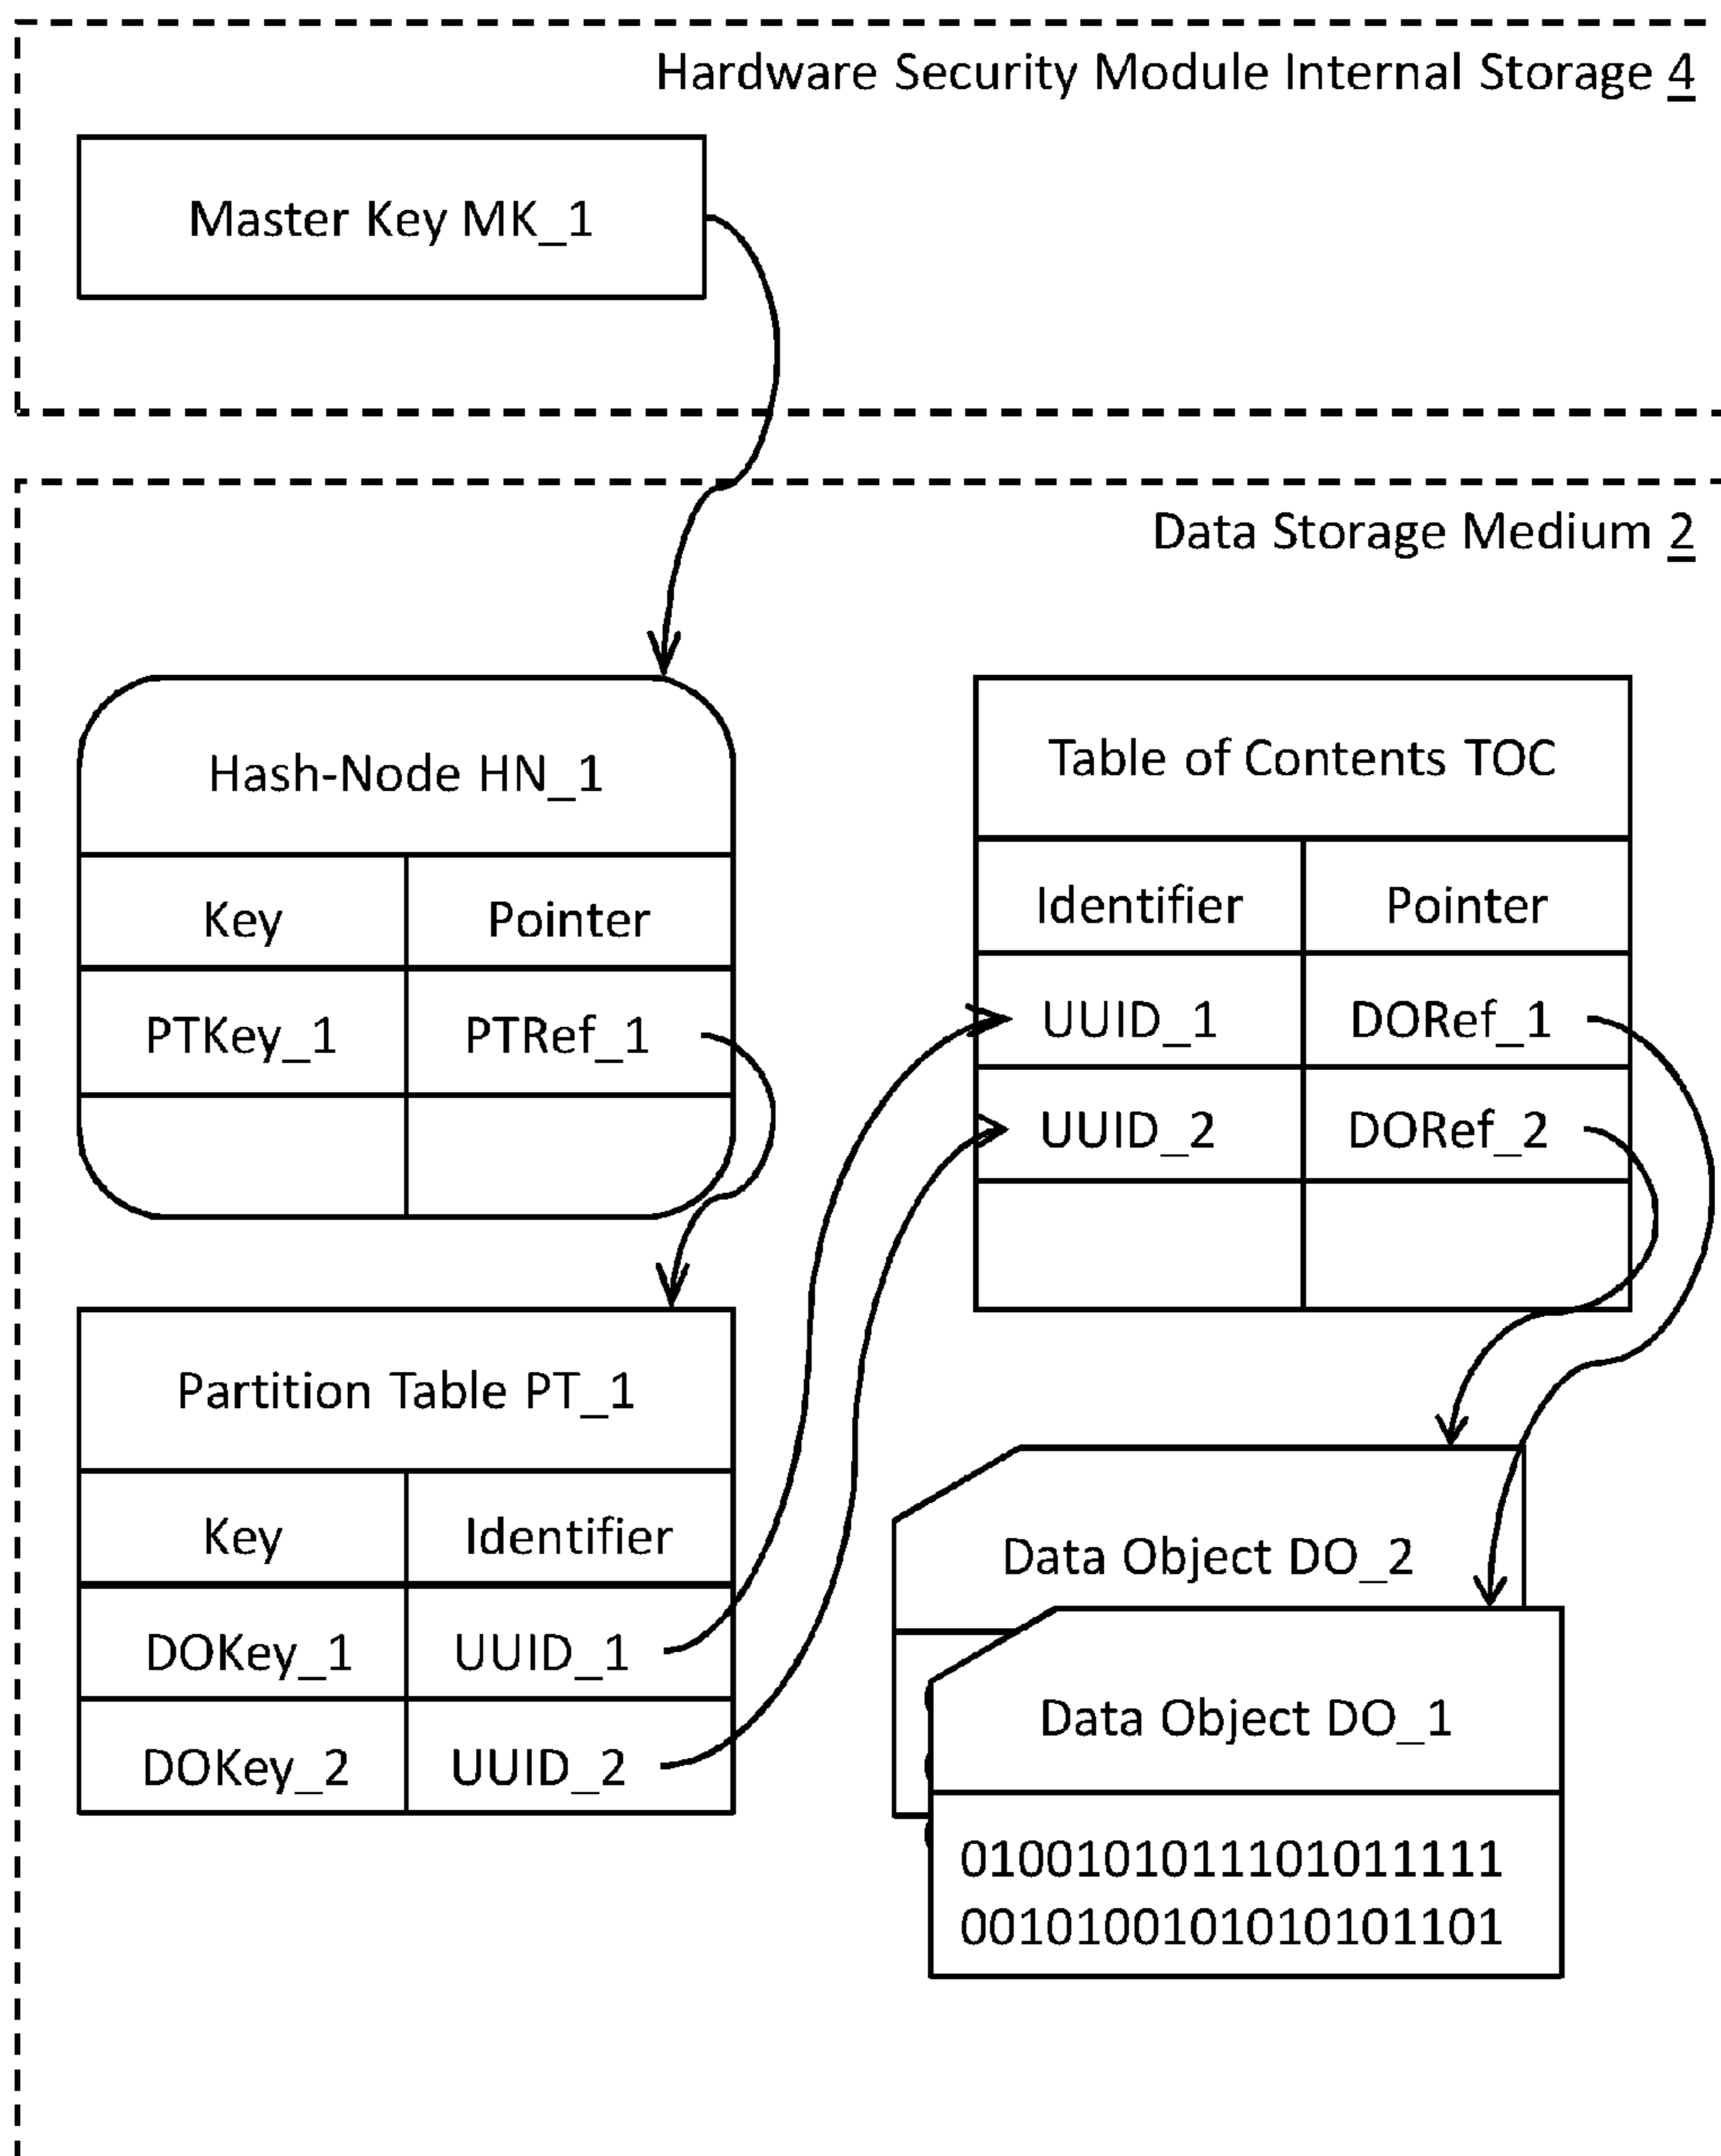 Hardware Security Module Internal Storage 4
Master Key MK_1
Data Storage Medium 2
Hash-Node HN_1
Key Pointer
PTKey_1 PTRef_1
Table of Contents TOC
Identifier Pointer
UUID_1 DORef_1
UUID_2 DORef_2
Partition Table PT_1
Key Identifier
DOKey_1 UUID_1
DOKey_2 UUID_2
Data Object DO_2
Data Object DO_1
0100101011101011111
0010100101010101101